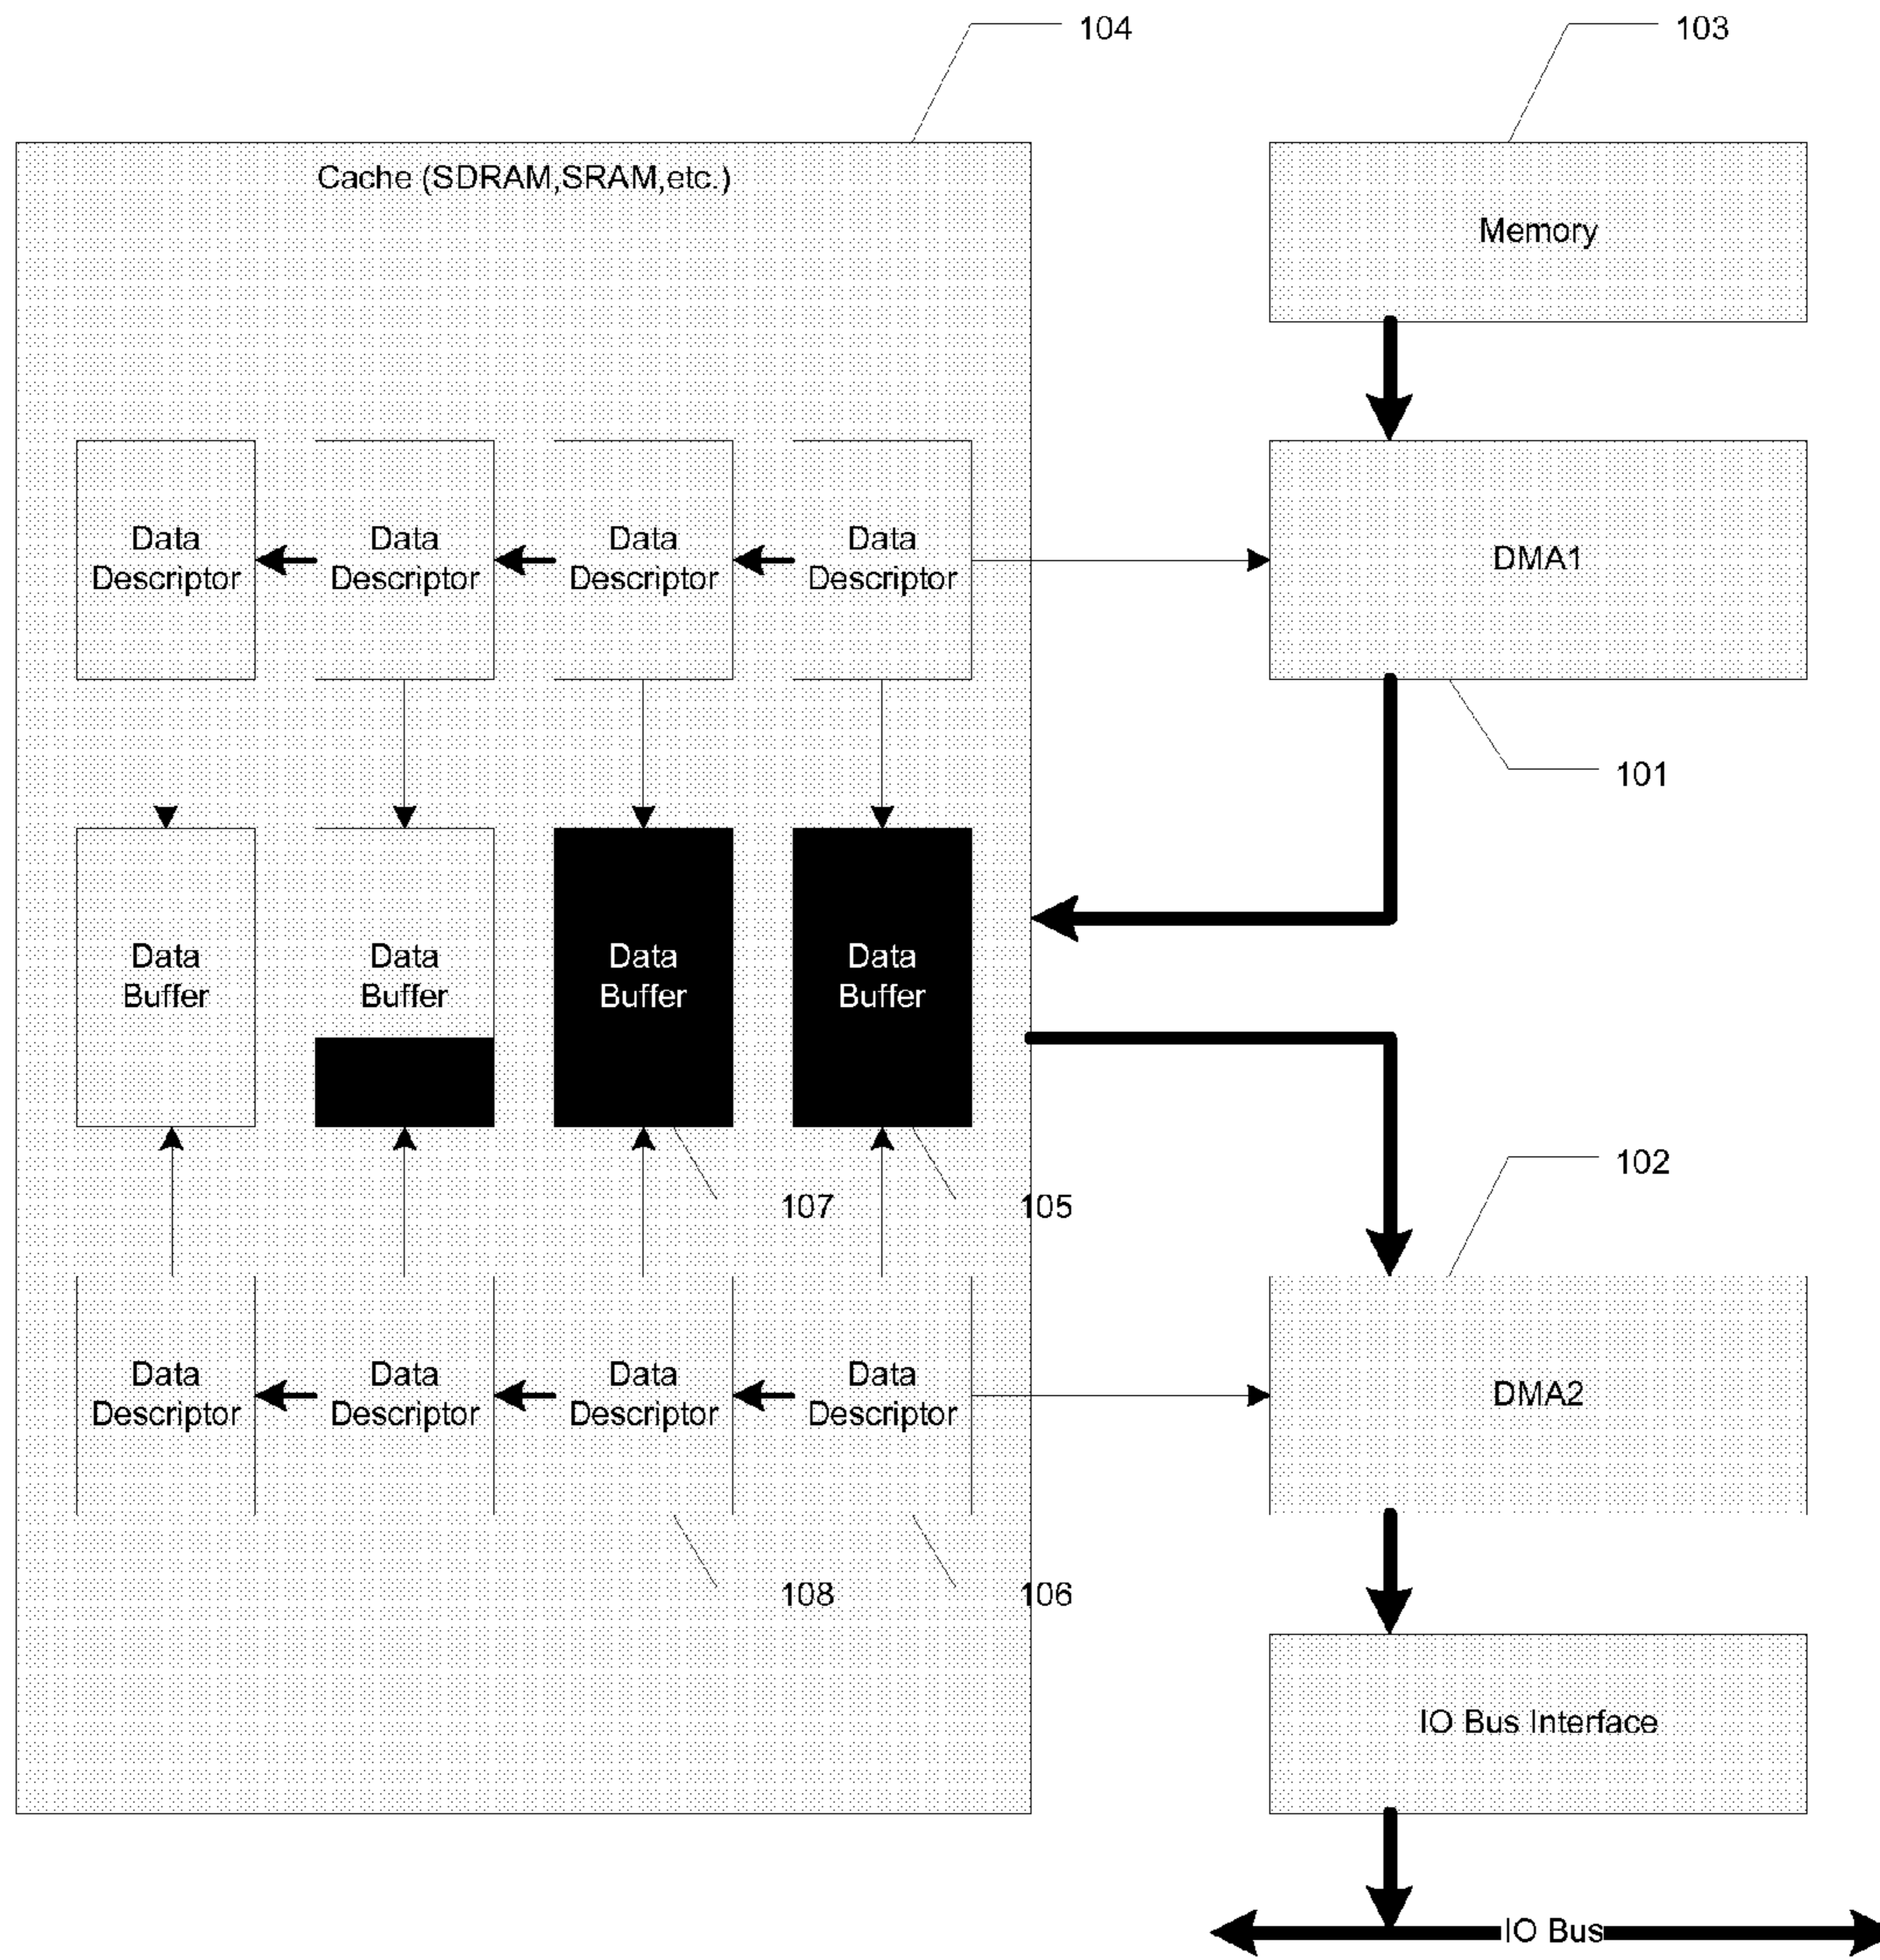 104
103
Cache (SDRAM,SRAM,etc.)
Memory
Data
Descriptor
Data
Descriptor
Data
Descriptor
Data
Descriptor
DMA1
101
Data
Buffer
Data
Buffer
Data
Buffer
Data
Buffer
102
107
105
Data
Descriptor
Data
Descriptor
Data
Descriptor
Data
Descriptor
DMA2
108
106
IO Bus Interface
IO Bus